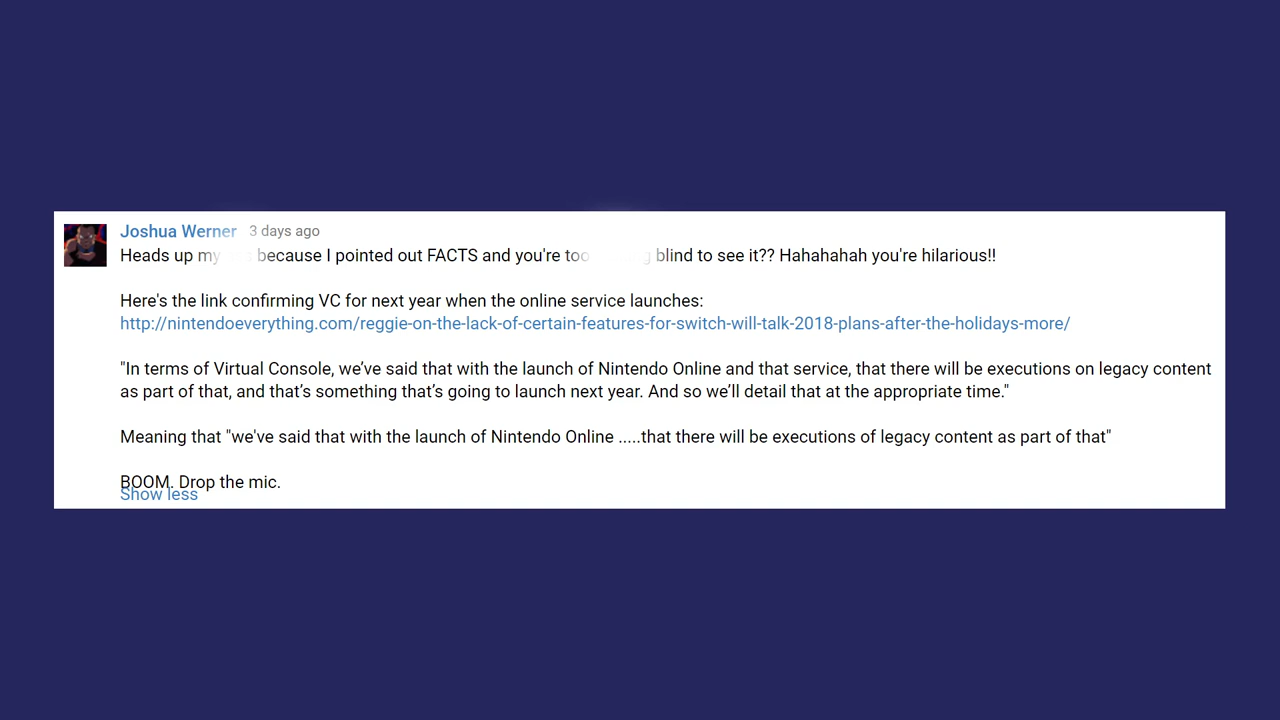 Joshua Werner 3 days ago
Heads up my because I pointed out FACTS and you're too blind to see it?? Hahahahah you're hilarious!!
Here's the link confirming VC for next year when the online service launches:
http://nintendoeverything.com/reggie-on-the-lack-of-certain-features-for-switch-will-talk-2018-plans-after-the-holidays-more/
"In terms of Virtual Console, we’ve said that with the launch of Nintendo Online and that service, that there will be executions on legacy content
as part of that, and that’s something that’s going to launch next year. And so we’ll detail that at the appropriate time."
Meaning that "we've said that with the launch of Nintendo Online .....that there will be executions of legacy content as part of that"
BOOM. Drop the mic.
Show less